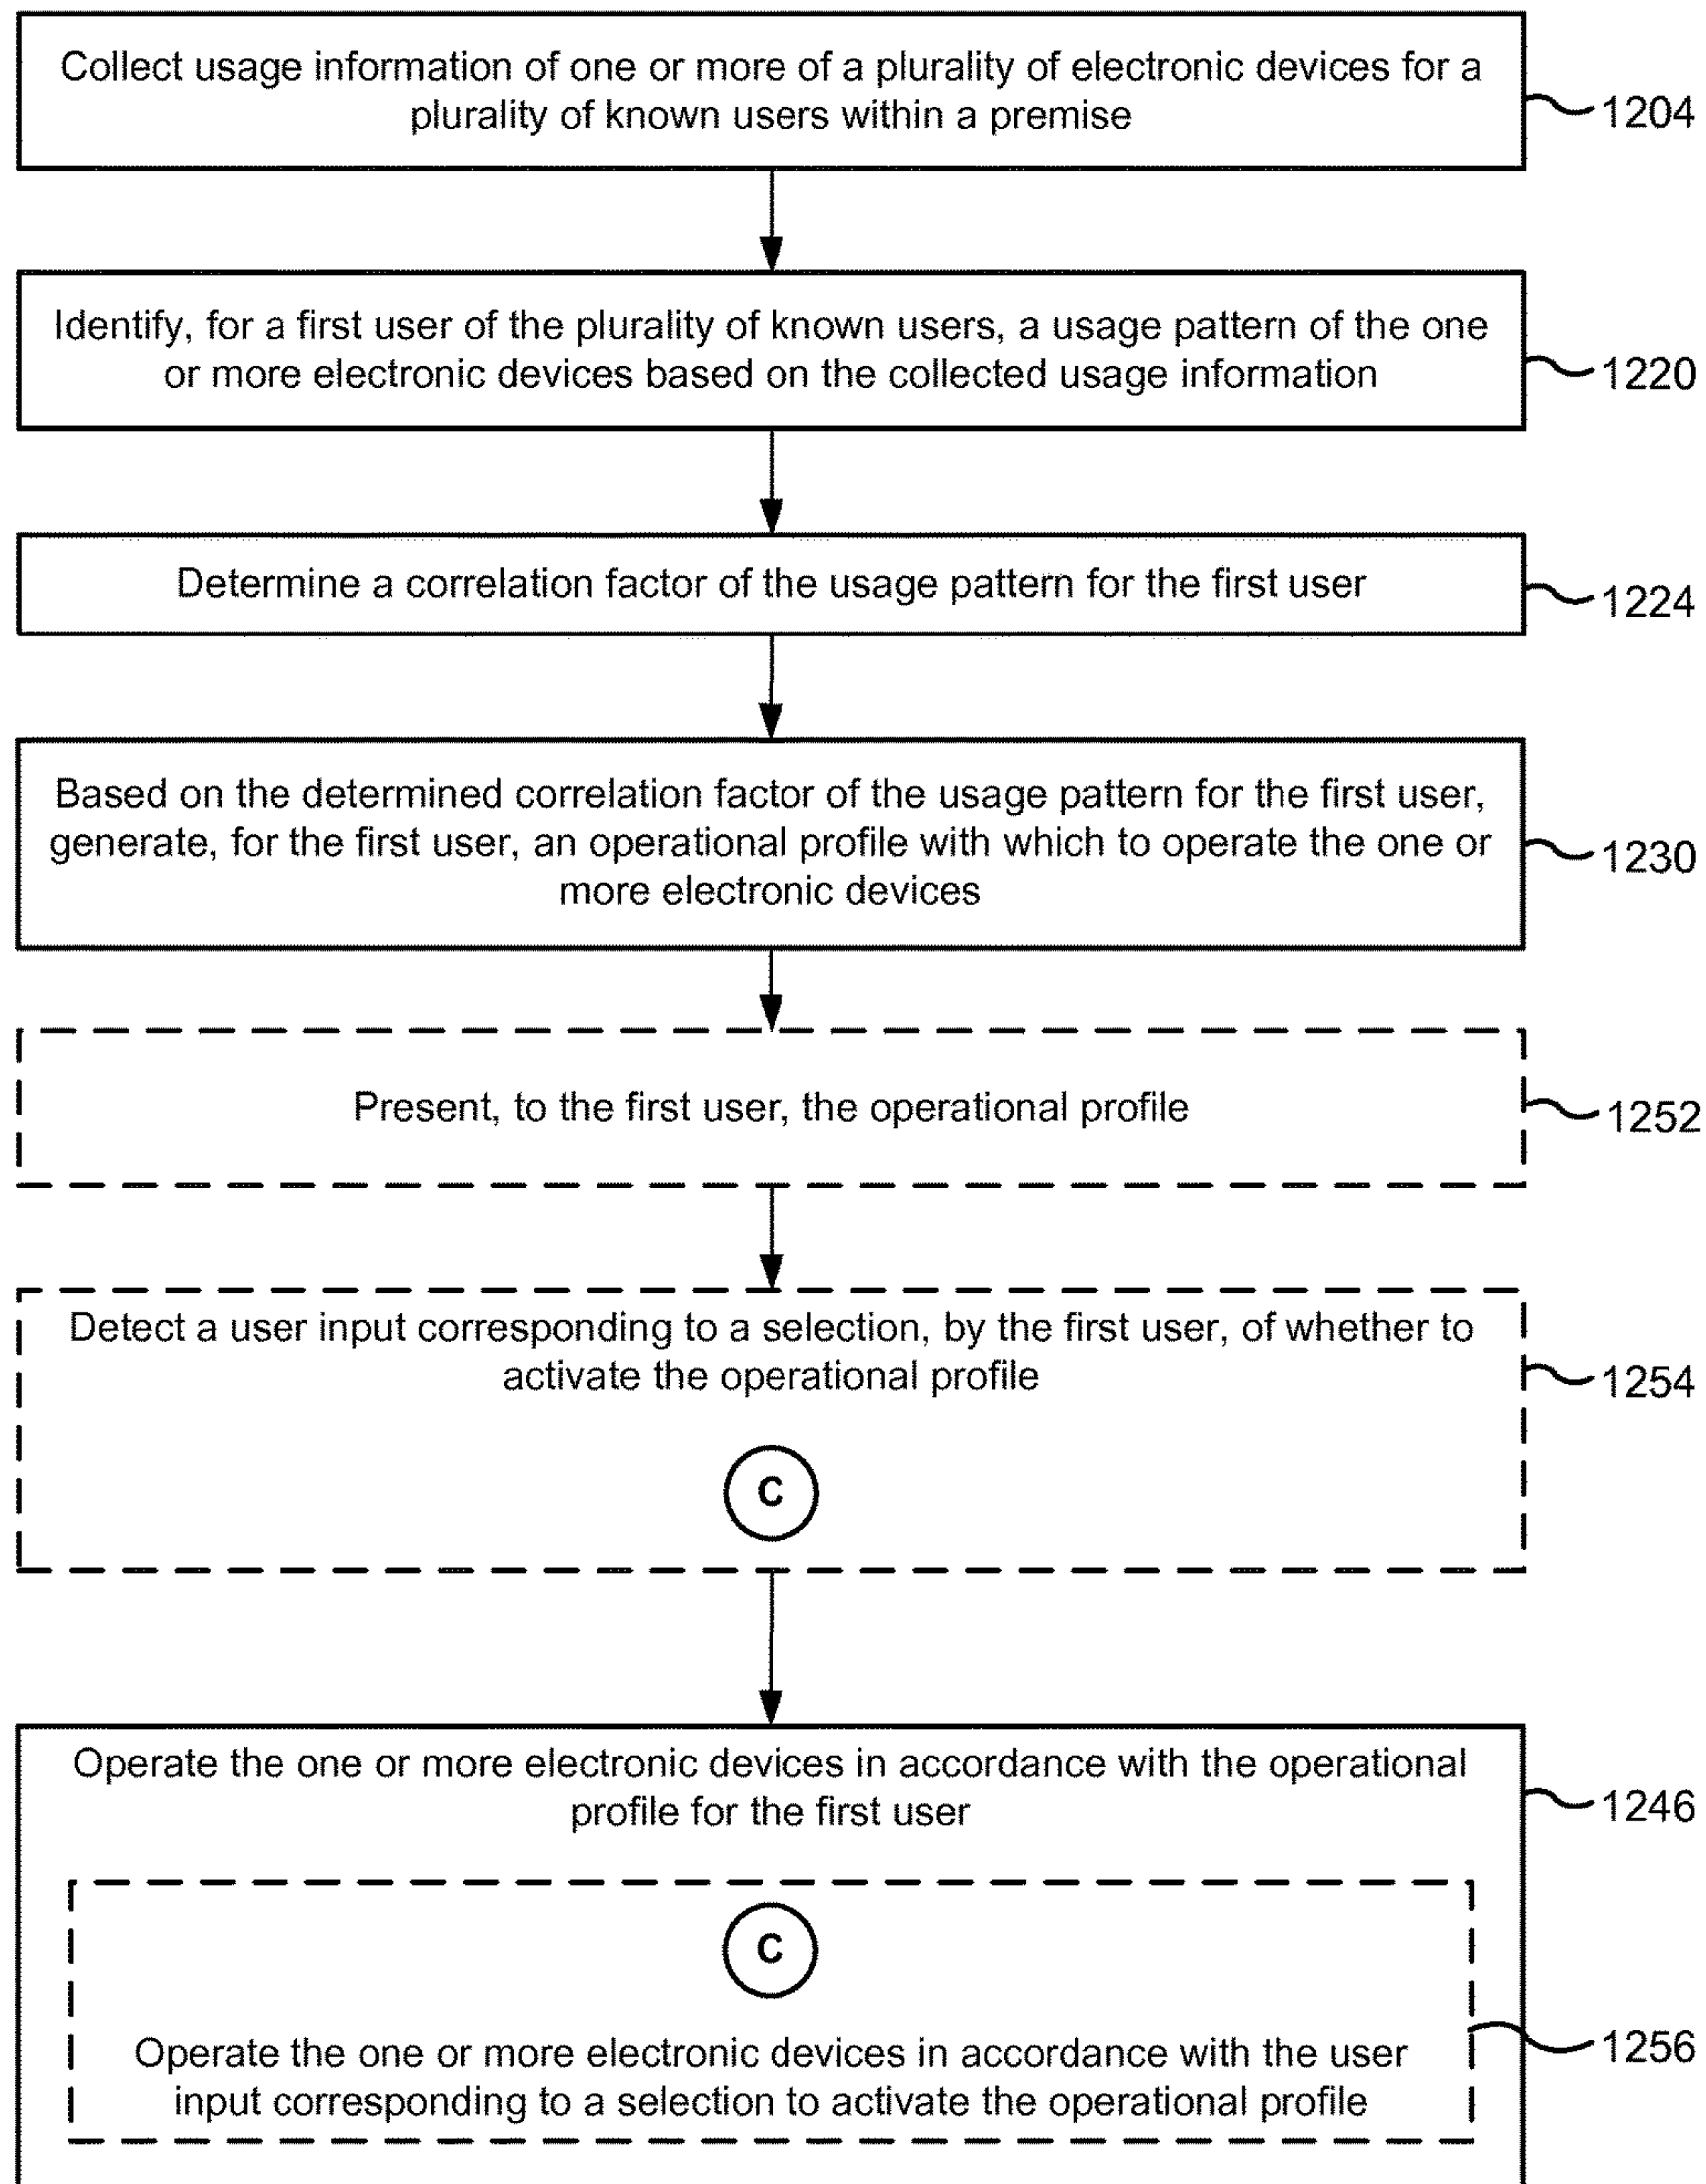 Collect usage information of one or more of a plurality of electronic devices for a
plurality of known users within a premise
1204
Identify, for a first user of the plurality of known users, a usage pattern of the one
or more electronic devices based on the collected usage information
1220
Determine a correlation factor of the usage pattern for the first user
1224
Based on the determined correlation factor of the usage pattern for the first user,
generate, for the first user, an operational profile with which to operate the one or
more electronic devices
1230
Present, to the first user, the operational profile
1252
Detect a user input corresponding to a selection, by the first user, of whether to
activate the operational profile
1254
C
Operate the one or more electronic devices in accordance with the operational
profile for the first user
1246
C
Operate the one or more electronic devices in accordance with the user
input corresponding to a selection to activate the operational profile
1256